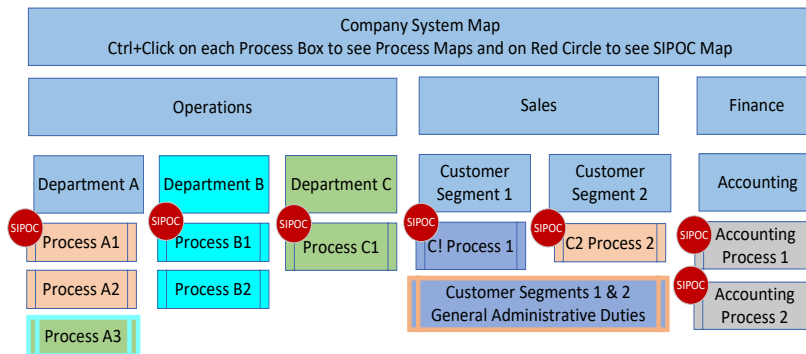 Company System Map
Ctrl+Click on each Process Box to see Process Maps and on Red Circle to see SIPOC Map
Operations
Sales
Finance
Department A
Department B
Department C
Customer
Segment 1
Customer
Segment 2
Accounting
SIPOC
Process A1
SIPOC
Process B1
SIPOC
Process C1
SIPOC
C! Process 1
SIPOC
C2 Process 2
SIPOC
Accounting
Process 1
Process A2
Process B2
Customer Segments 1 & 2
General Administrative Duties
SIPOC
Accounting
Process 2
Process A3